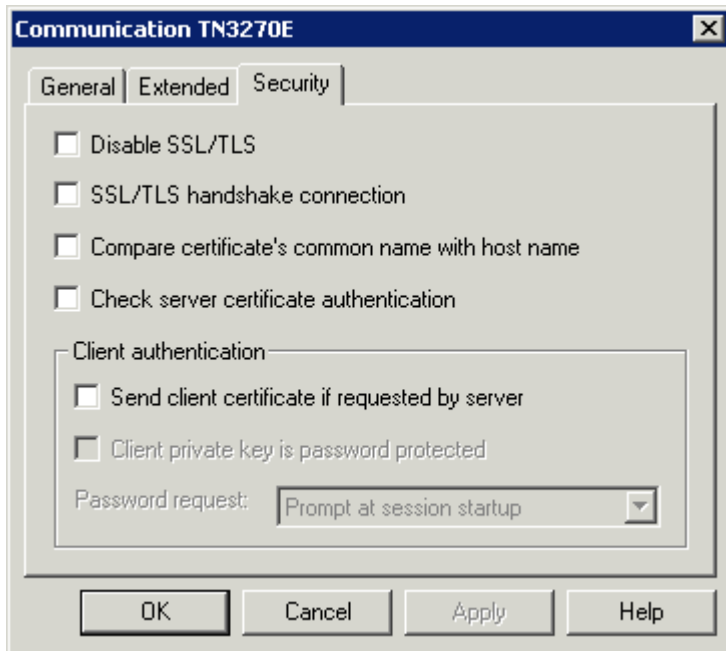 Communication TN3270E
General Extended Security
Disable SSL/TLS
SSL/TLS handshake connection
Compare certificate's common name with host name
Check server certificate authentication
Client authentication
Send client certificate if requested by server
Client private key is password protected
Password request: Prompt at session startup
OK Cancel Apply Help